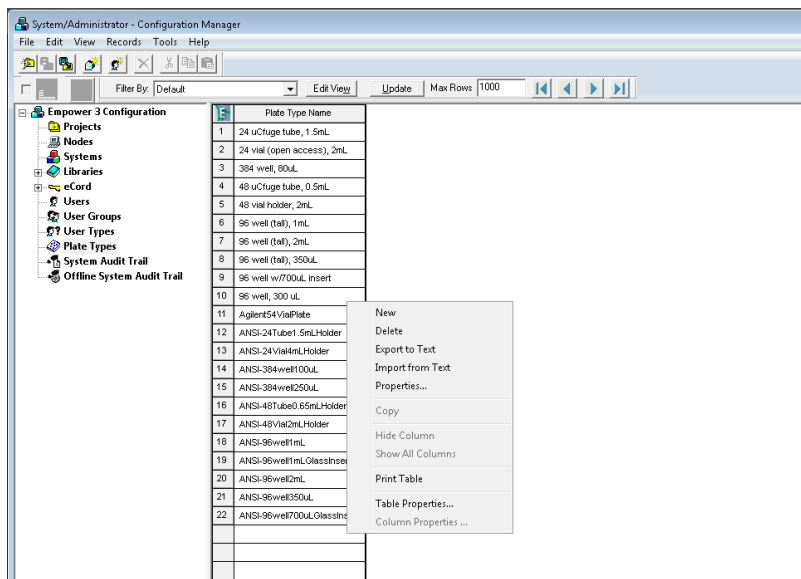 System/Administrator - Configuration Manager
File Edit View Records Tools Help
Filter By: Default Edit View Update Max Rows 1000
Empower 3 Configuration
Projects
Nodes
Systems
Libraries
eCord
Users
User Groups
User Types
Plate Types
System Audit Trail
Offline System Audit Trail
Plate Type Name
1 24 uCfuge tube, 1.5mL
2 24 vial (open access), 2mL
3 384 well, 80uL
4 48 uCfuge tube, 0.5mL
5 48 vial holder, 2mL
6 96 well (tall), 1mL
7 96 well (tall), 2mL
8 96 well (tall), 350uL
9 96 well w/700uL insert
10 96 well, 300 uL
11 Agilent54VialPlate
12 ANSI-24Tube1.5mLHolder
13 ANSI-24Vial4mLHolder
14 ANSI-384well100uL
15 ANSI-384well250uL
16 ANSI-48Tube0.65mLHolder
17 ANSI-48Vial2mLHolder
18 ANSI-96well1mL
19 ANSI-96well1mLGlassInser
20 ANSI-96well2mL
21 ANSI-96well350uL
22 ANSI-96well700uLGlassIns
New
Delete
Export to Text
Import from Text
Properties...
Copy
Hide Column
Show All Columns
Print Table
Table Properties...
Column Properties ...